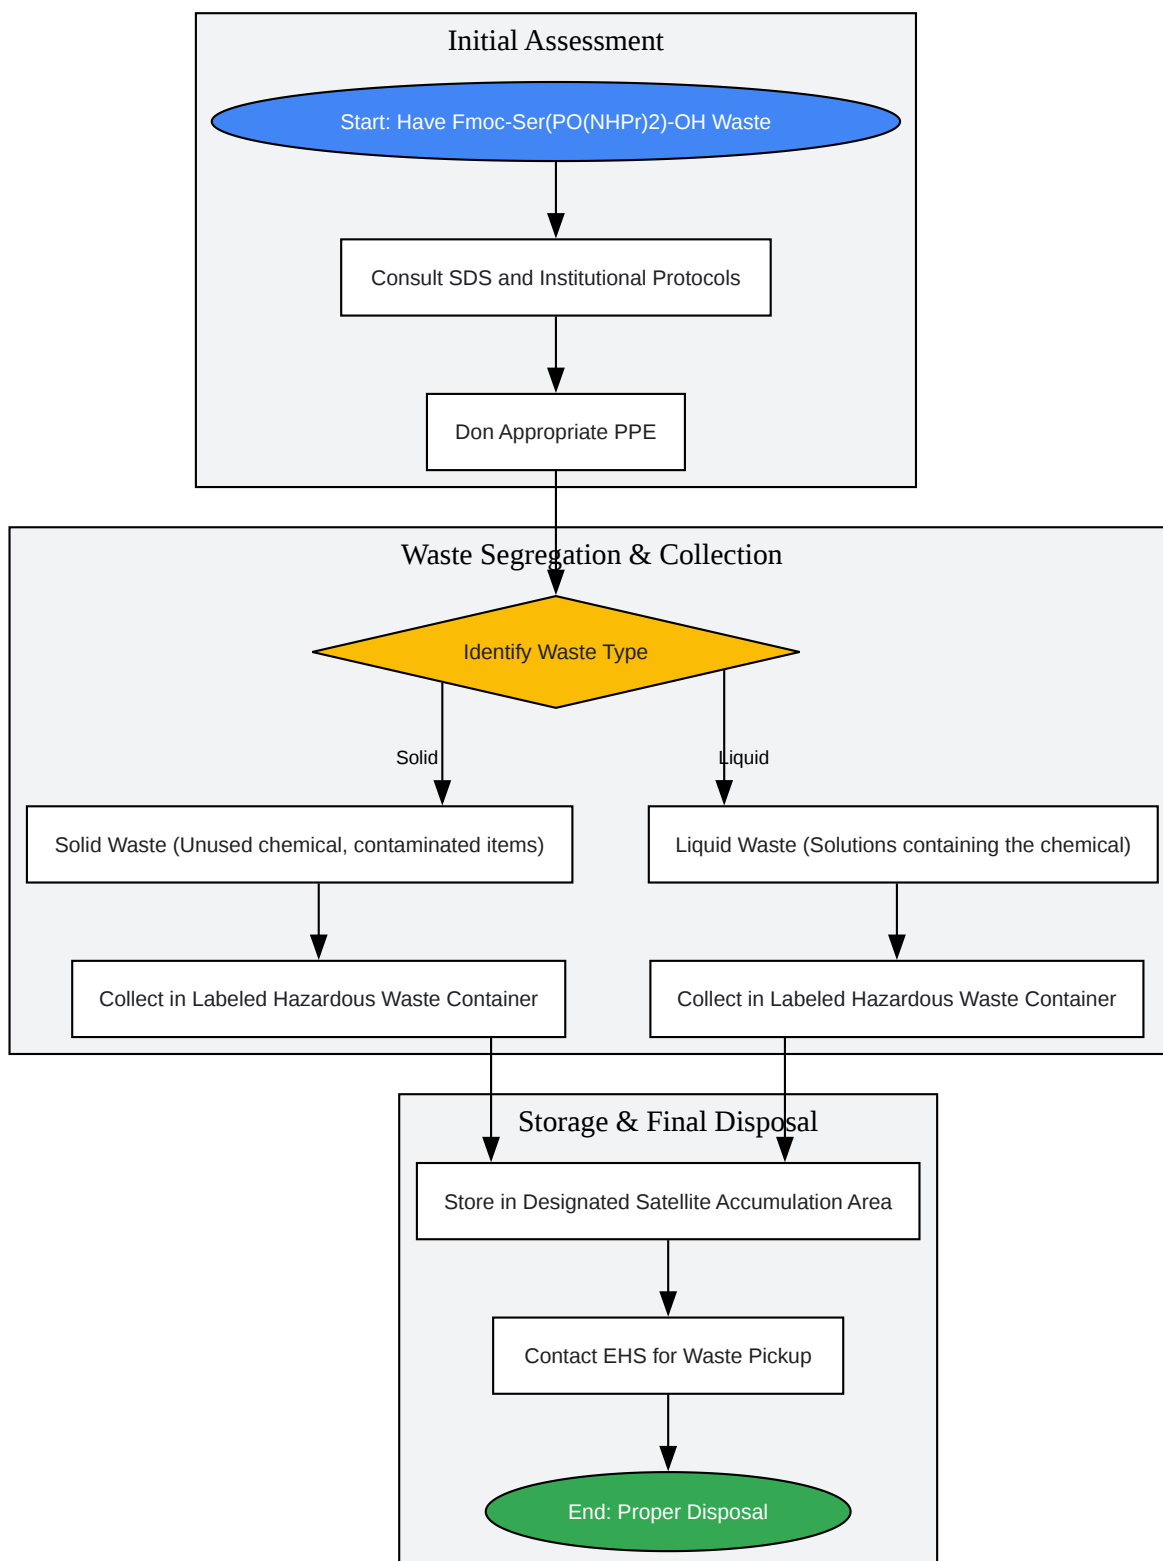 Initial Assessment
Start: Have Fmoc-Ser(PO(NHPr)2)-OH Waste
Consult SDS and Institutional Protocols
Don Appropriate PPE
Waste Segregation & Collection
Identify Waste Type
Solid
Liquid
Solid Waste (Unused chemical, contaminated items)
Liquid Waste (Solutions containing the chemical)
Collect in Labeled Hazardous Waste Container
Collect in Labeled Hazardous Waste Container
Storage & Final Disposal
Store in Designated Satellite Accumulation Area
Contact EHS for Waste Pickup
End: Proper Disposal